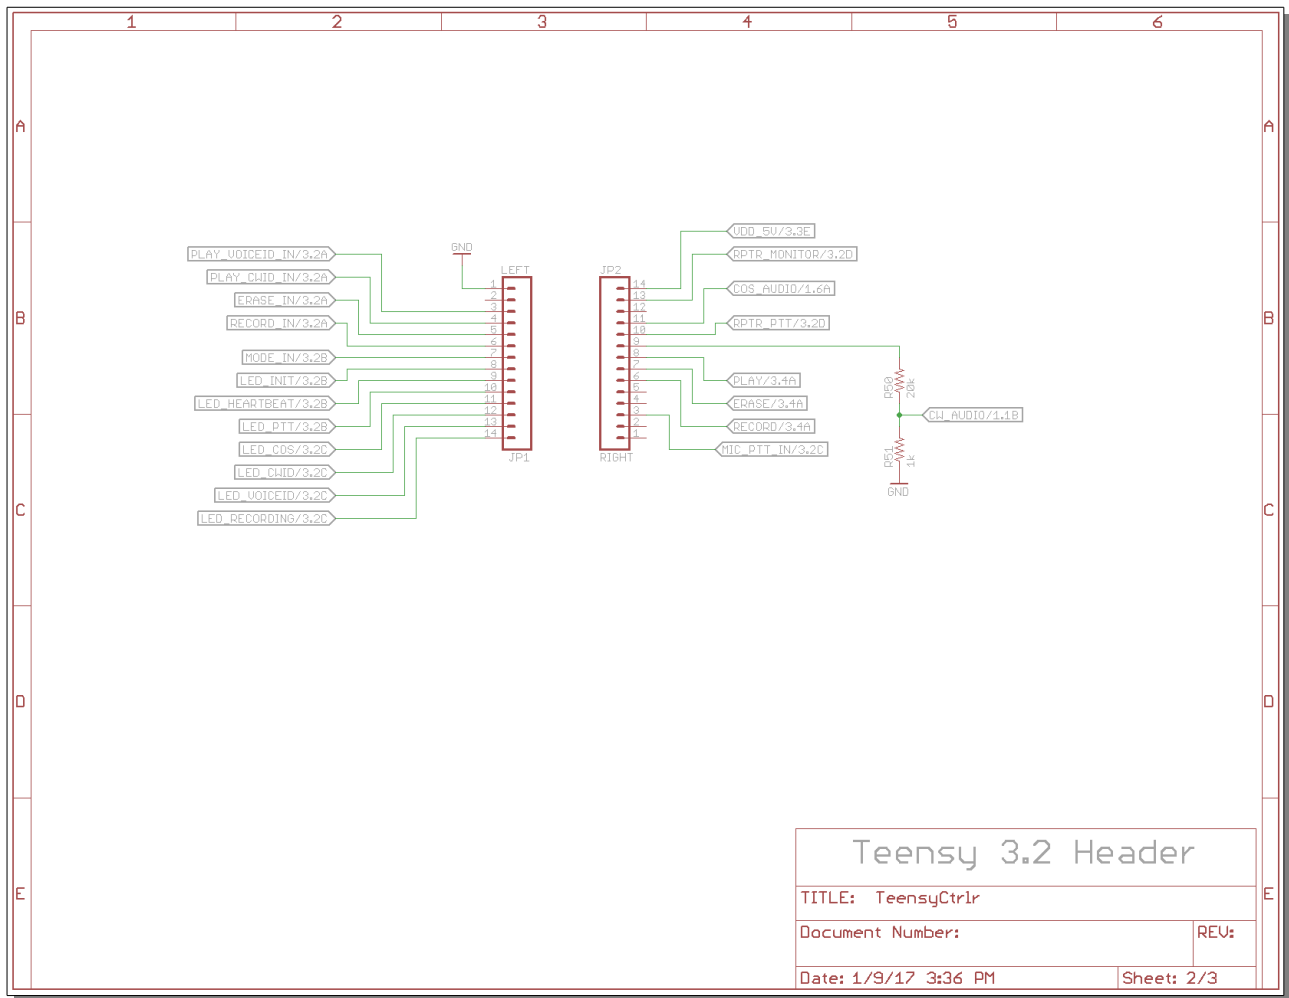 1 2 3 4 5 6
A A
B B
C C
D D
E E
PLAY_VOICEID_IN/3.2A
PLAY_CWID_IN/3.2A
ERASE_IN/3.2A
RECORD_IN/3.2A
MODE_IN/3.2B
LED_INIT/3.2B
LED_HEARTBEAT/3.2B
LED_PTT/3.2B
LED_COS/3.2C
LED_CWID/3.2C
LED_VOICEID/3.2C
LED_RECORDING/3.2C
GND
LEFT
1
2
3
4
5
6
7
8
9
10
11
12
13
14
JP1
JP2
14
13
12
11
10
9
8
7
6
5
4
3
2
1
RIGHT
VDD_5V/3.3E
RPTR_MONITOR/3.2D
COS_AUDIO/1.6A
RPTR_PTT/3.2D
PLAY/3.4A
ERASE/3.4A
RECORD/3.4A
MIC_PTT_IN/3.2C
R50
20k
CW_AUDIO/1.1B
R51
1k
GND
Teensy 3.2 Header
TITLE: TeensyCtrlr
Document Number:
REV:
Date: 1/9/17 3:36 PM
Sheet: 2/3